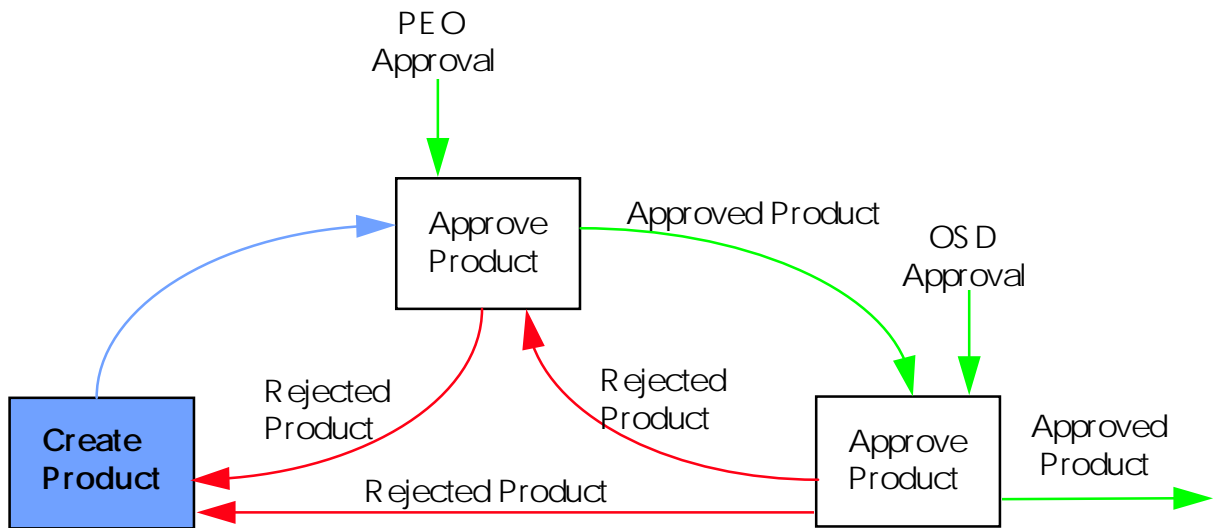 PEO
Approval
Approve
Product
Approved Product
OSD
Approval
Rejected
Product
Rejected
Product
Create
Product
Approve
Product
Approved
Product
Rejected Product